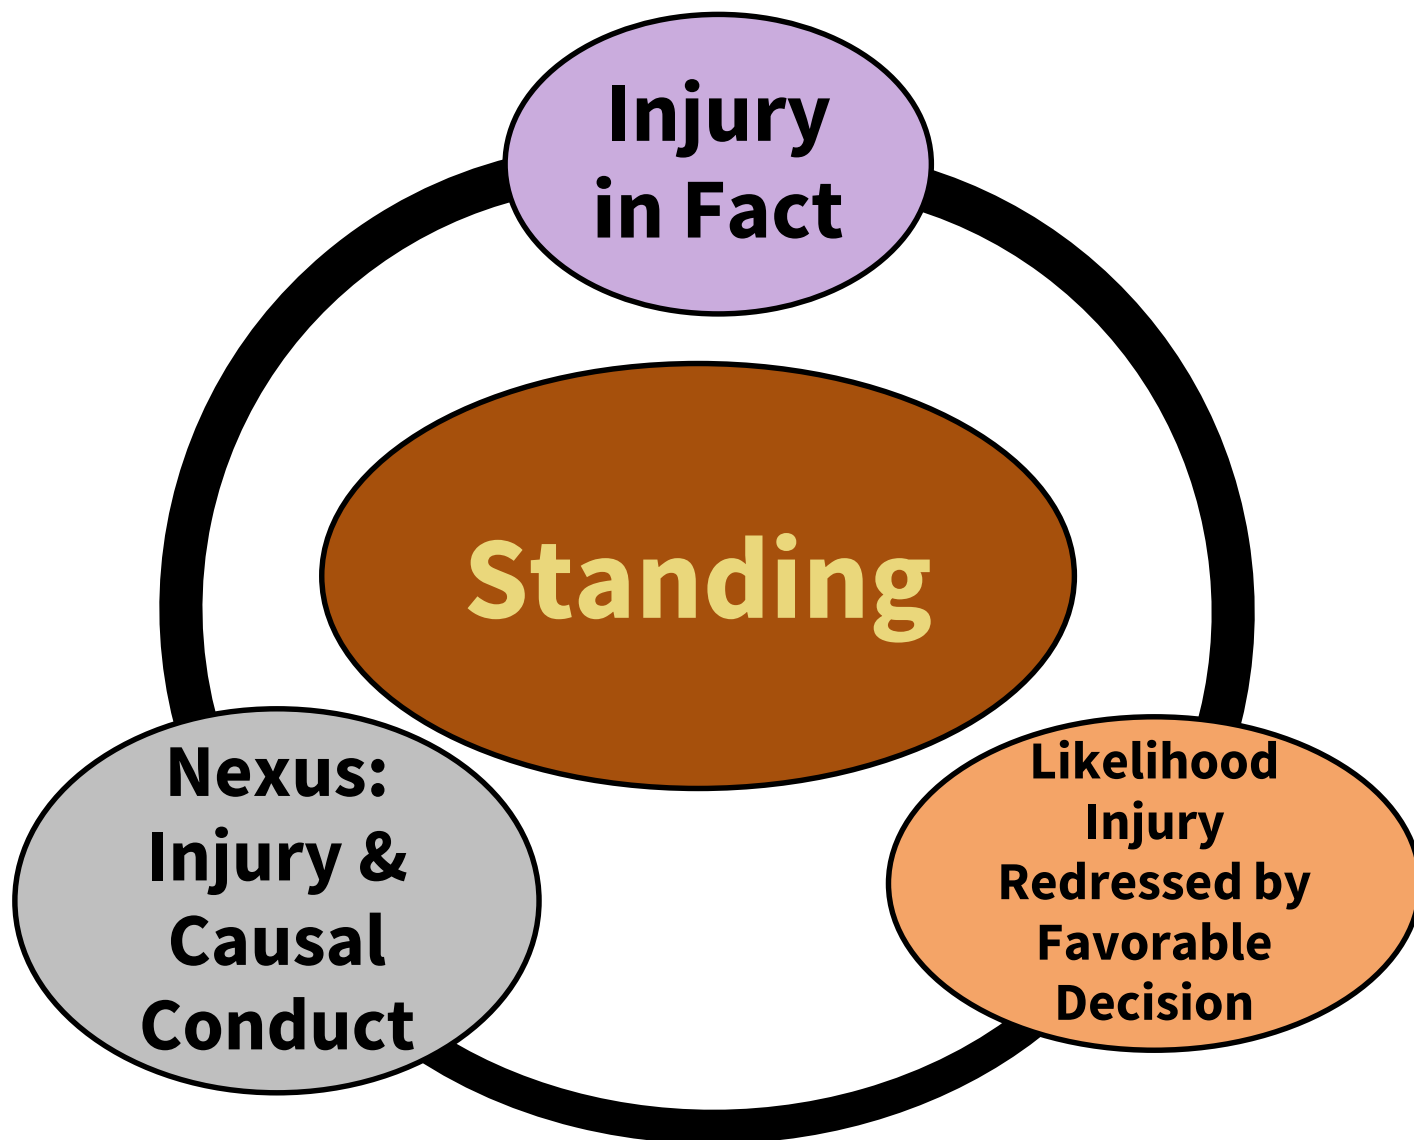 Injury
in Fact
Standing
Nexus:
Injury &
Causal
Conduct
Likelihood
Injury
Redressed by
Favorable
Decision